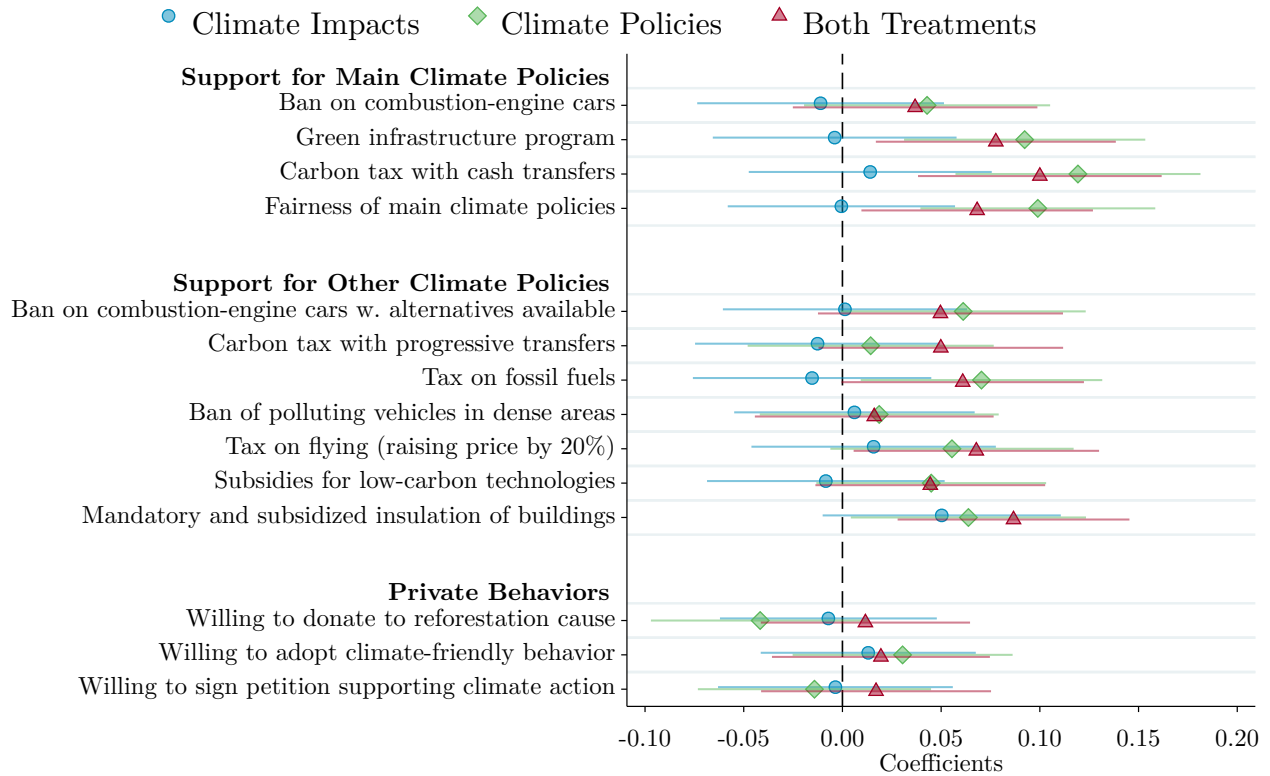 Climate Impacts Climate Policies Both Treatments
Support for Main Climate Policies
Ban on combustion-engine cars
Green infrastructure program
Carbon tax with cash transfers
Fairness of main climate policies
Support for Other Climate Policies
Ban on combustion-engine cars w. alternatives available
Carbon tax with progressive transfers
Tax on fossil fuels
Ban of polluting vehicles in dense areas
Tax on flying (raising price by 20%)
Subsidies for low-carbon technologies
Mandatory and subsidized insulation of buildings
Private Behaviors
Willing to donate to reforestation cause
Willing to adopt climate-friendly behavior
Willing to sign petition supporting climate action
-0.10 -0.05 0.00 0.05 0.10 0.15 0.20
Coefficients